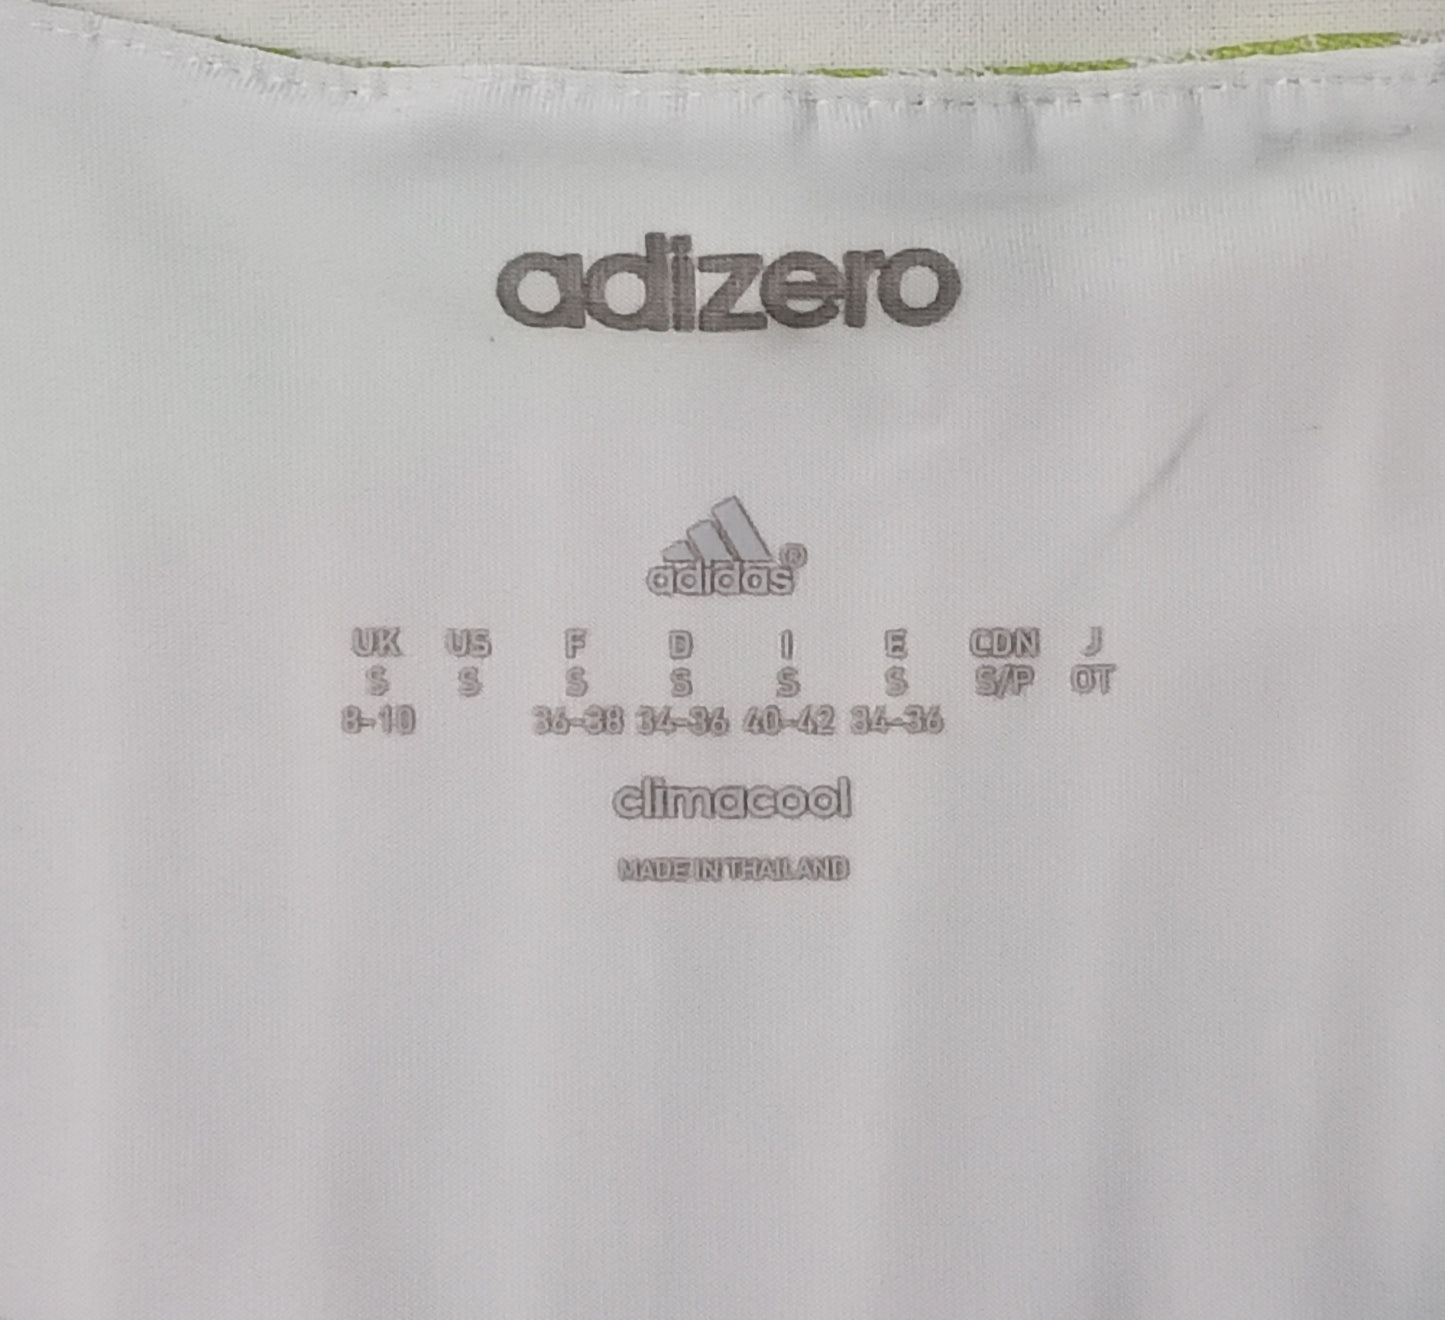 adizero
adidas®
UK US F D I E CDN J
S S S S S S S/P OT
8-10 36-38 34-36 40-42 34-36
climacool
MADE IN THAILAND